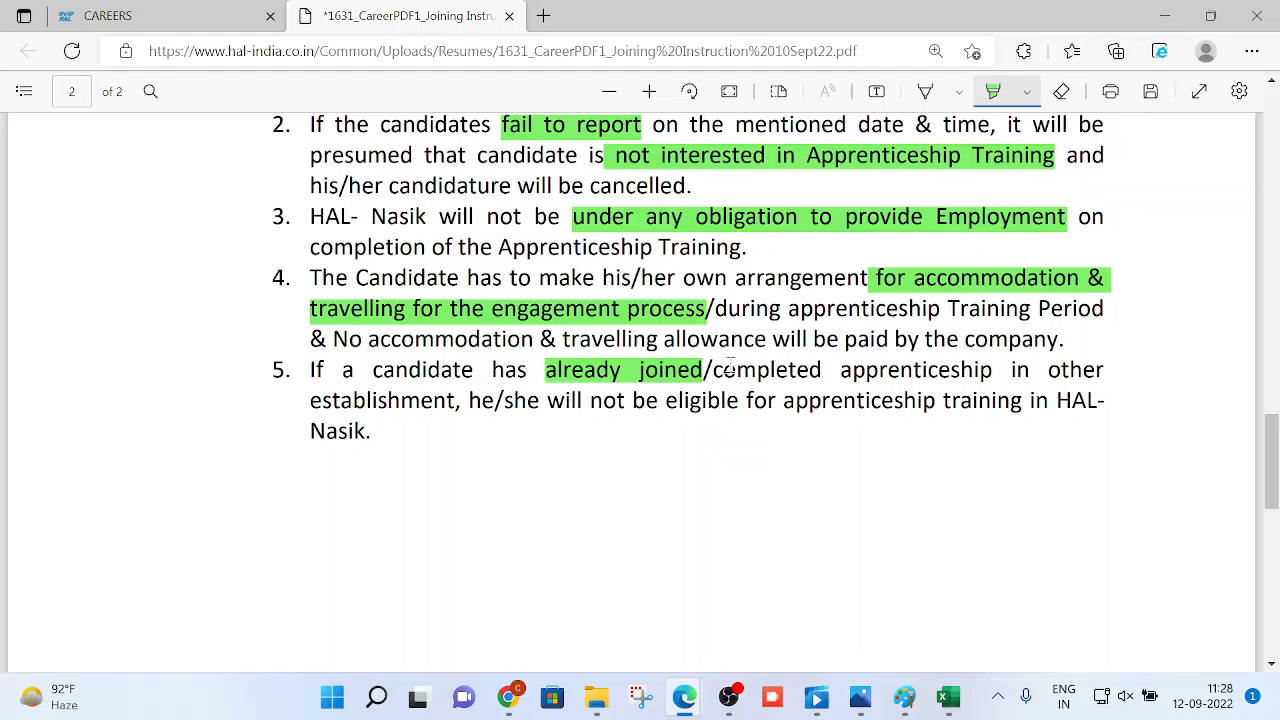 CAREERS
*1631_CareerPDF1_Joining Instru
https://www.hal-india.co.in/Common/Uploads/Resumes/1631_CareerPDF1_Joining%20Instruction%2010Sept22.pdf
2 of 2
2. If the candidates fail to report on the mentioned date & time, it will be
presumed that candidate is not interested in Apprenticeship Training and
his/her candidature will be cancelled.
3. HAL- Nasik will not be under any obligation to provide Employment on
completion of the Apprenticeship Training.
4. The Candidate has to make his/her own arrangement for accommodation &
travelling for the engagement process/during apprenticeship Training Period
& No accommodation & travelling allowance will be paid by the company.
5. If a candidate has already joined/completed apprenticeship in other
establishment, he/she will not be eligible for apprenticeship training in HAL-
Nasik.
92°F
Haze
ENG
IN
11:28
12-09-2022
1